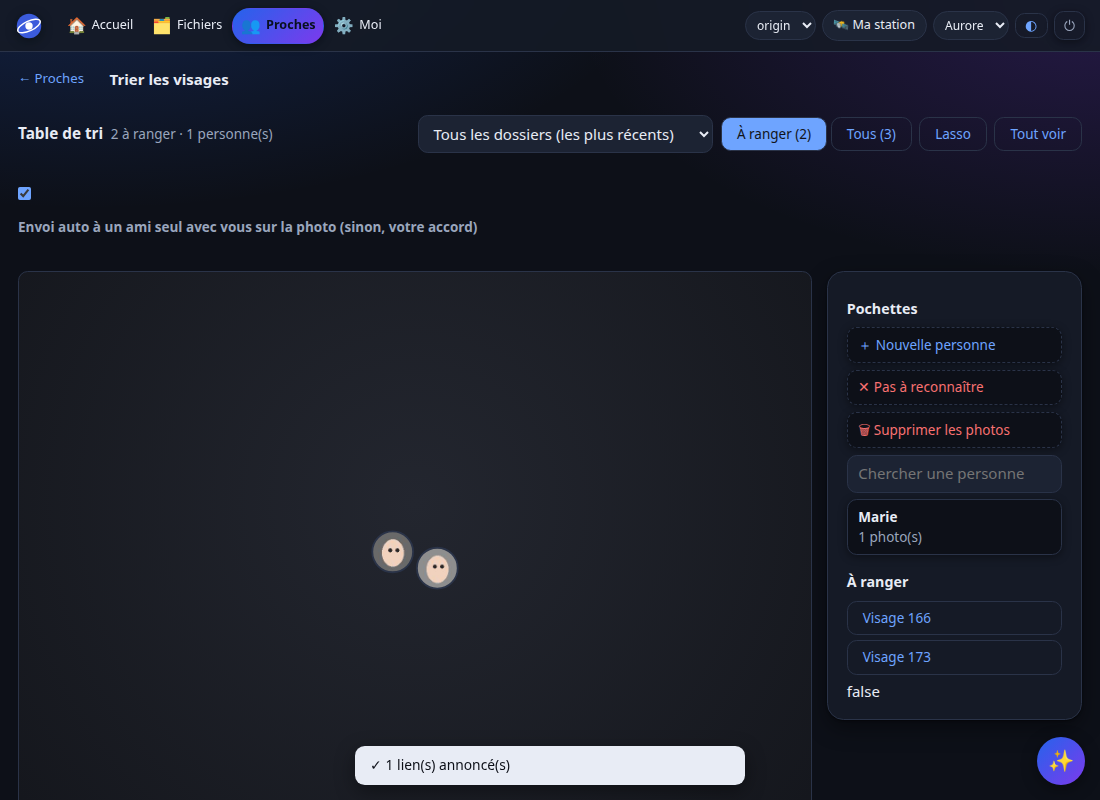 Accueil
Fichiers
Proches
Moi
origin
Ma station
Aurore
← Proches
Trier les visages
Table de tri 2 à ranger · 1 personne(s)
Tous les dossiers (les plus récents)
À ranger (2)
Tous (3)
Lasso
Tout voir
Envoi auto à un ami seul avec vous sur la photo (sinon, votre accord)
Pochettes
+ Nouvelle personne
✕ Pas à reconnaître
Supprimer les photos
Chercher une personne
Marie
1 photo(s)
À ranger
Visage 166
Visage 173
false
✓ 1 lien(s) annoncé(s)